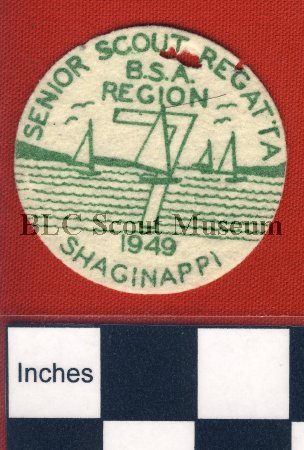 SENIOR SCOUT REGATTA
B.S.A.
REGION
7
1949
SHAGINAPPI
BLC Scout Museum
Inches